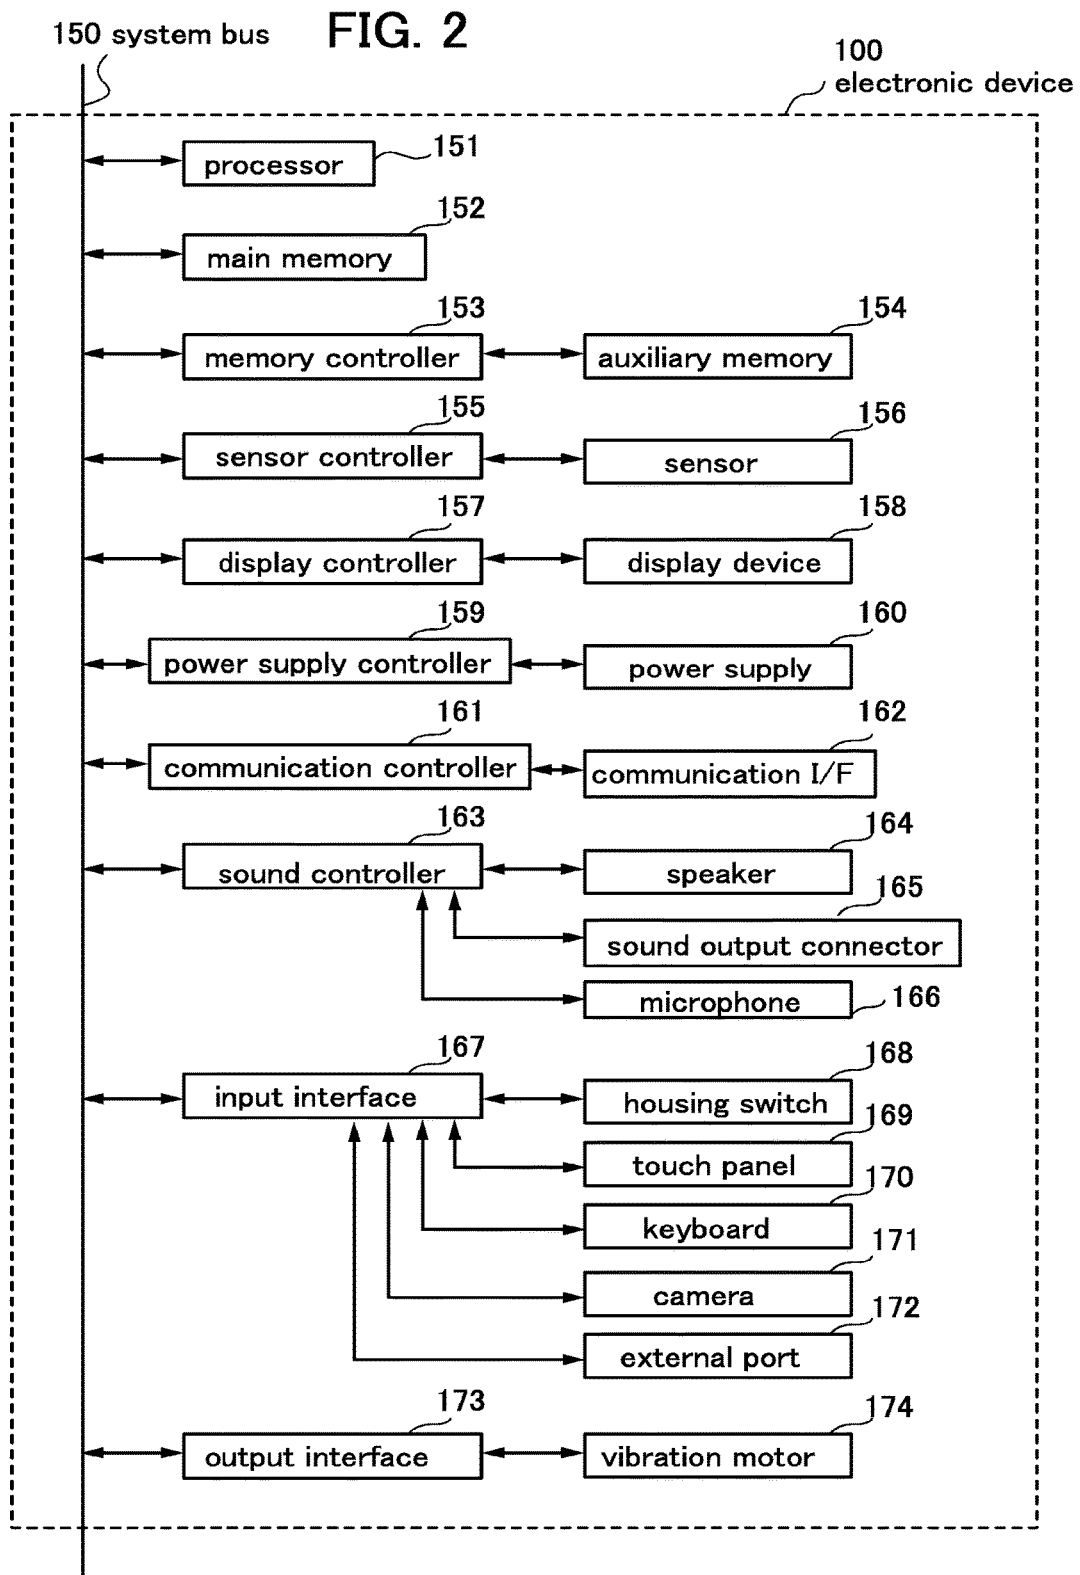 FIG. 2
150 system bus
100
electronic device
151
processor
152
main memory
153
memory controller
154
auxiliary memory
155
sensor controller
156
sensor
157
display controller
158
display device
159
power supply controller
160
power supply
161
communication controller
162
communication I/F
163
sound controller
164
speaker
165
sound output connector
microphone
166
167
input interface
168
housing switch
169
touch panel
170
keyboard
171
camera
172
external port
173
output interface
174
vibration motor